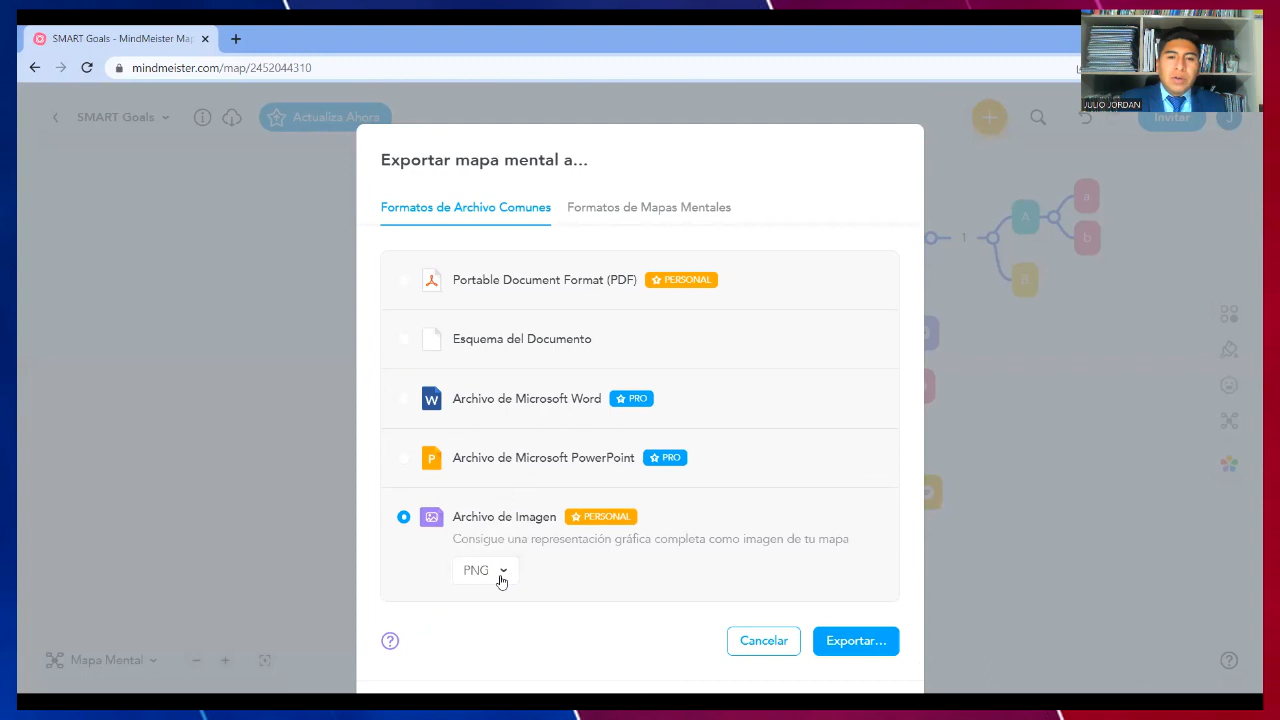 SMART Goals - MindMeister Ma
mindmeister.com/map/2452044310
JULIO JORDAN
SMART Goals
Actualiza Ahora
Invitar
J
Exportar mapa mental a...
Formatos de Archivo Comunes
Formatos de Mapas Mentales
Portable Document Format (PDF)
PERSONAL
Esquema del Documento
Archivo de Microsoft Word
PRO
Archivo de Microsoft PowerPoint
PRO
Archivo de Imagen
PERSONAL
Consigue una representación gráfica completa como imagen de tu mapa
PNG
Cancelar
Exportar...
1
A
a
b
Mapa Mental